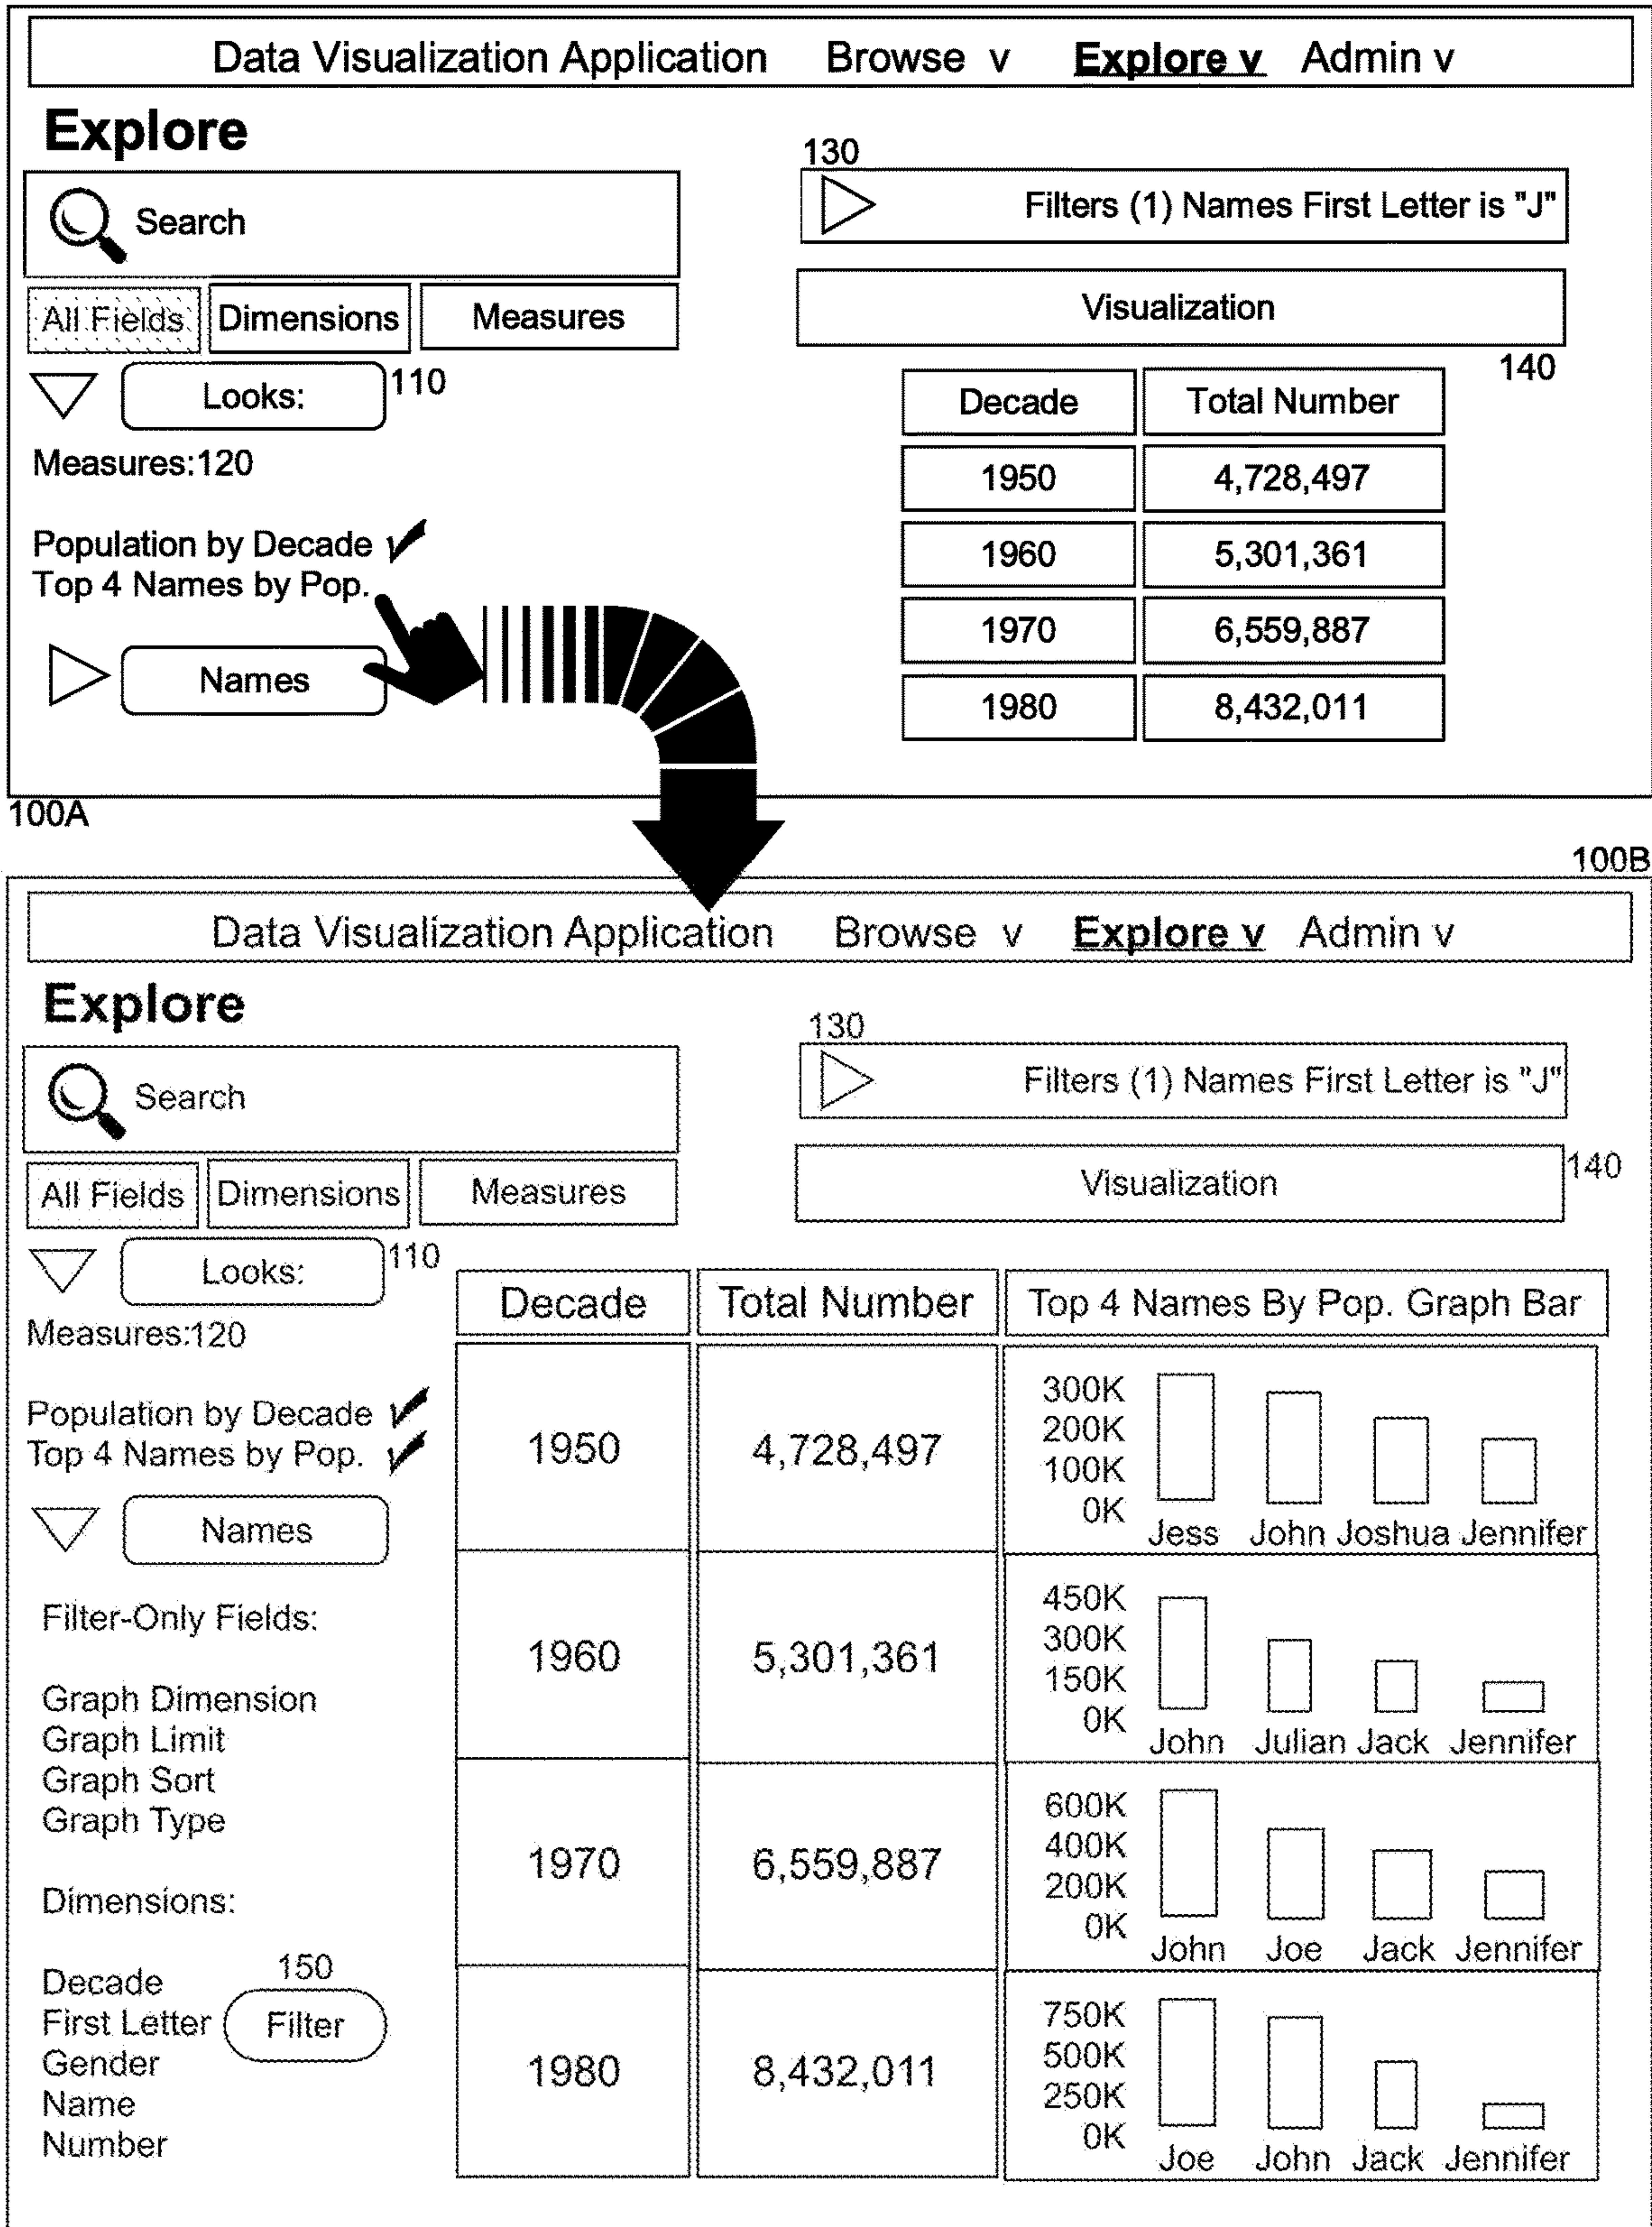 Data Visualization Application Browse v Explore v Admin v
Explore
130
Search
Filters (1) Names First Letter is "J"
All Fields Dimensions Measures
Visualization
140
Looks: 110
Decade Total Number
Measures:120
1950 4,728,497
Population by Decade
1960 5,301,361
Top 4 Names by Pop.
1970 6,559,887
Names
1980 8,432,011
100A
100B
Data Visualization Application Browse v Explore v Admin v
Explore
130
Search
Filters (1) Names First Letter is "J"
All Fields Dimensions Measures
Visualization 140
Looks: 110
Measures:120
Population by Decade
Top 4 Names by Pop.
Names
Filter-Only Fields:
Graph Dimension
Graph Limit
Graph Sort
Graph Type
Dimensions:
Decade
150
First Letter Filter
Gender
Name
Number
Decade Total Number Top 4 Names By Pop. Graph Bar
1950 4,728,497
300K
200K
100K
0K
Jess John Joshua Jennifer
1960 5,301,361
450K
300K
150K
0K
John Julian Jack Jennifer
1970 6,559,887
600K
400K
200K
0K
John Joe Jack Jennifer
1980 8,432,011
750K
500K
250K
0K
Joe John Jack Jennifer